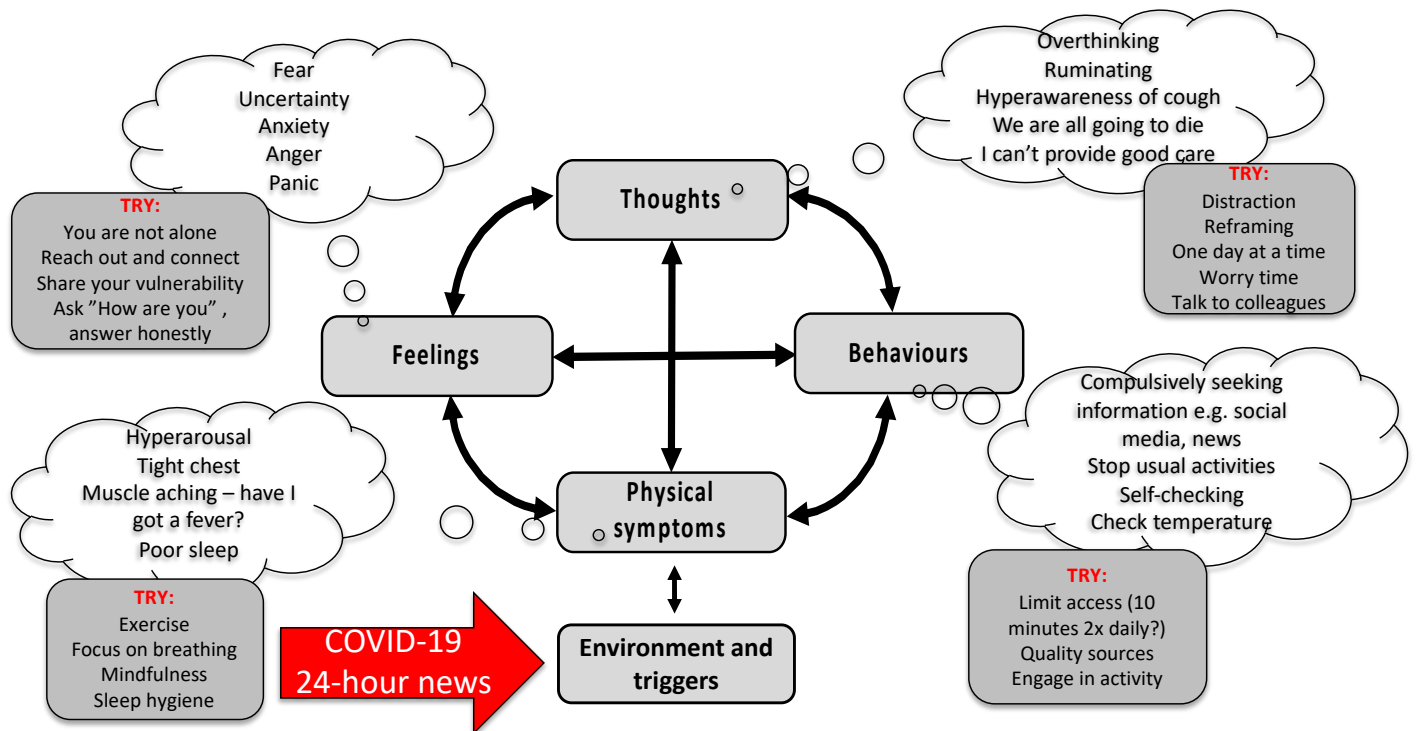 Fear
Uncertainty
Anxiety
Anger
Panic
TRY:
You are not alone
Reach out and connect
Share your vulnerability
Ask ”How are you” ,
answer honestly
Overthinking
Ruminating
Hyperawareness of cough
We are all going to die
I can’t provide good care
TRY:
Distraction
Reframing
One day at a time
Worry time
Talk to colleagues
Thoughts
Feelings
Behaviours
Physical
symptoms
Environment and
triggers
Hyperarousal
Tight chest
Muscle aching – have I
got a fever?
Poor sleep
TRY:
Exercise
Focus on breathing
Mindfulness
Sleep hygiene
COVID-19
24-hour news
Compulsively seeking
information e.g. social
media, news
Stop usual activities
Self-checking
Check temperature
TRY:
Limit access (10
minutes 2x daily?)
Quality sources
Engage in activity